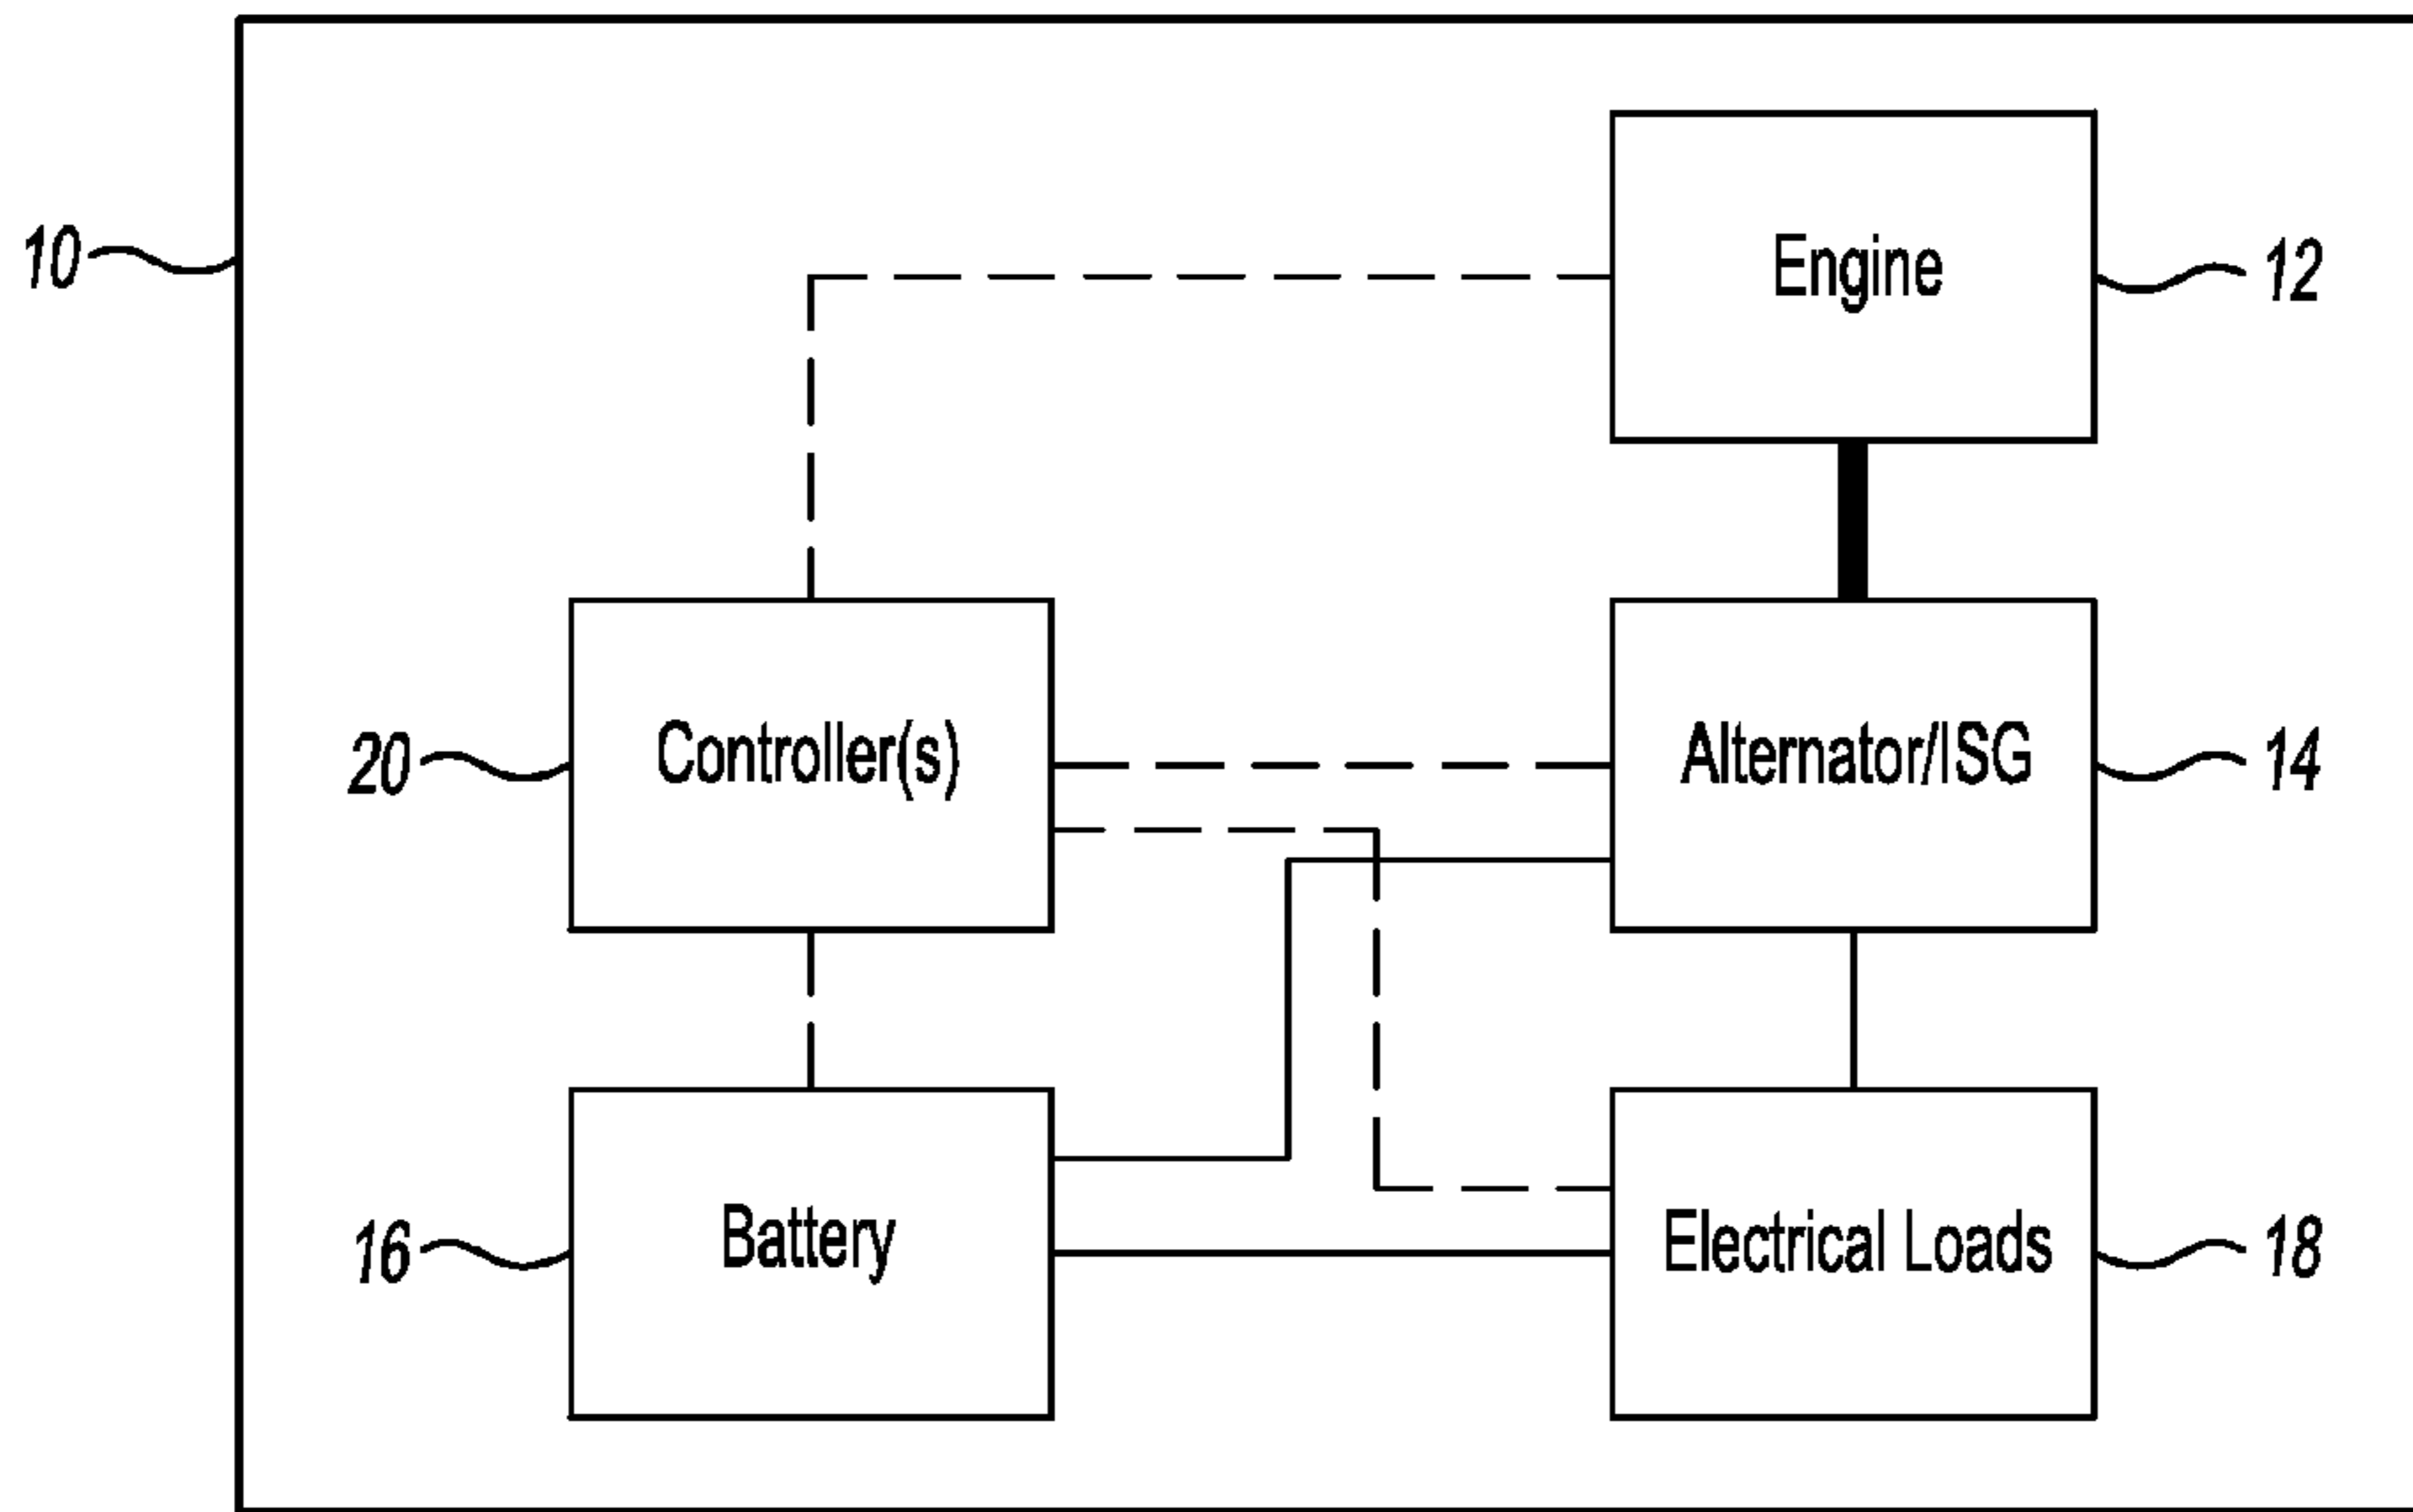 10
Engine
12
20
Controller(s)
Alternator/ISG
14
16
Battery
Electrical Loads
18